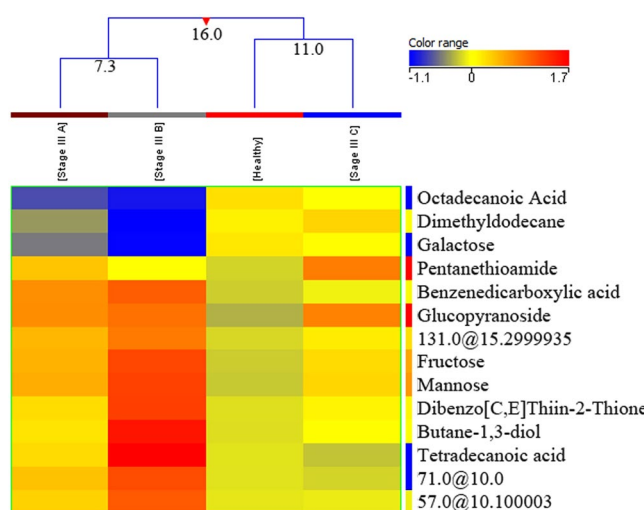 16.0
11.0
7.3
Color range
-1.1 0 1.7
[Stage III A]
[Stage III B]
[Healthy]
[Sage III C]
Octadecanoic Acid
Dimethyldodecane
Galactose
Pentanethioamide
Benzenedicarboxylic acid
Glucopyranoside
131.0@15.2999935
Fructose
Mannose
Dibenzo[C,E]Thiin-2-Thione
Butane-1,3-diol
Tetradecanoic acid
71.0@10.0
57.0@10.100003